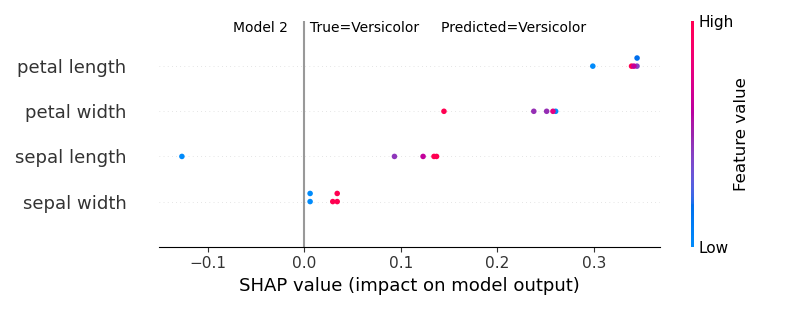 Model 2 True=Versicolor Predicted=Versicolor
High
petal length
petal width
sepal length
sepal width
Feature value
Low
−0.1 0.0 0.1 0.2 0.3
SHAP value (impact on model output)